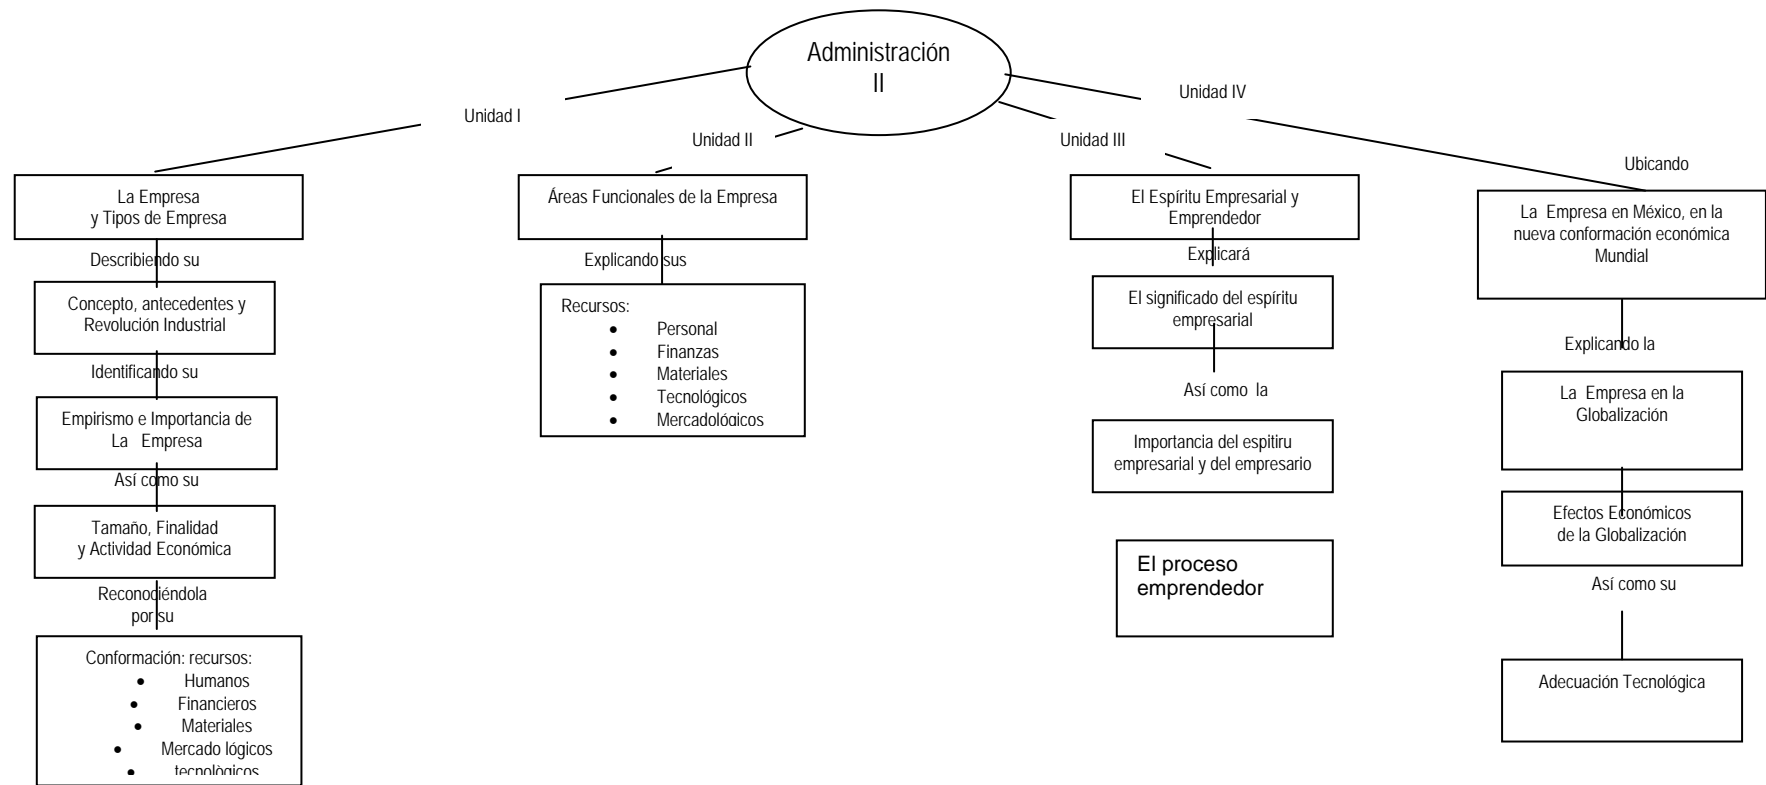 Administración
II
Unidad I
Unidad II
Unidad III
Unidad IV
Ubicando
La Empresa
y Tipos de Empresa
Describiendo su
Concepto, antecedentes y
Revolución Industrial
Identificando su
Empirismo e Importancia de
La Empresa
Así como su
Tamaño, Finalidad
y Actividad Económica
Reconociéndola
por su
Conformación: recursos:
• Humanos
• Financieros
• Materiales
• Mercado lógicos
• tecnològicos
Áreas Funcionales de la Empresa
Explicando sus
Recursos:
• Personal
• Finanzas
• Materiales
• Tecnológicos
• Mercadológicos
El Espíritu Empresarial y
Emprendedor
Explicará
El significado del espíritu
empresarial
Así como la
Importancia del espitiru
empresarial y del empresario
El proceso
emprendedor
La Empresa en México, en la
nueva conformación económica
Mundial
Explicando la
La Empresa en la
Globalización
Efectos Económicos
de la Globalización
Así como su
Adecuación Tecnológica